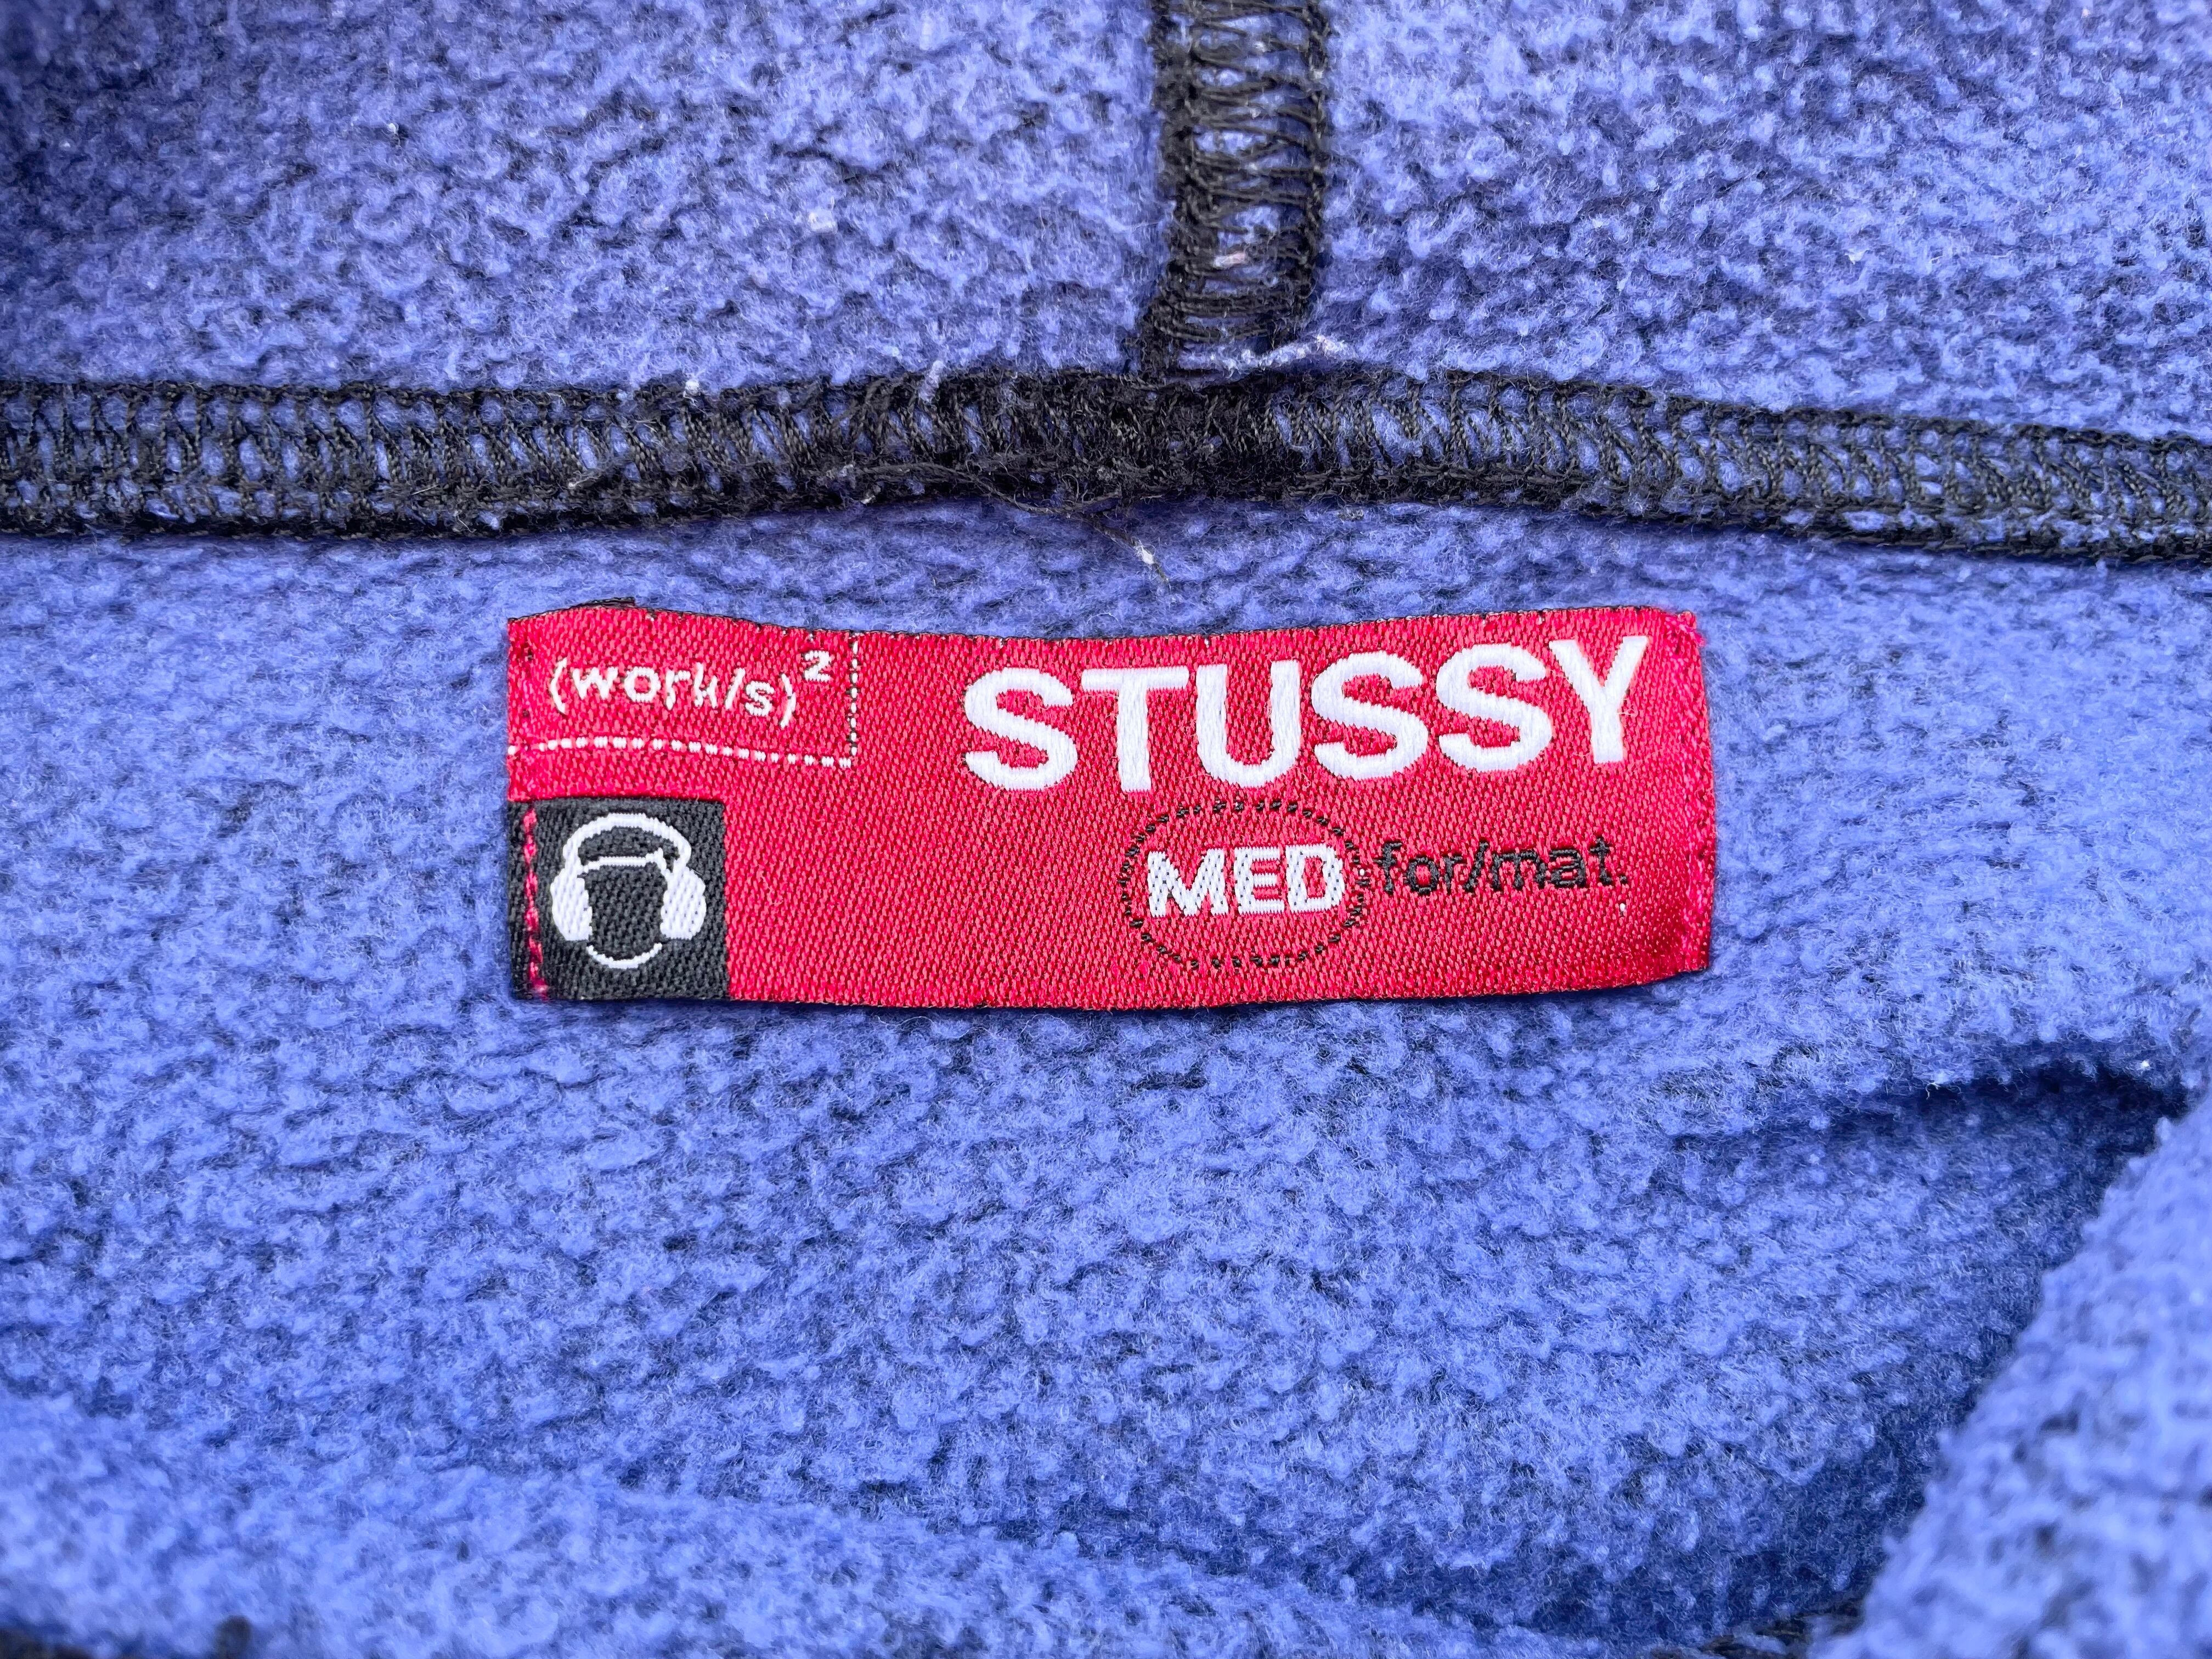 (work/s)²
STUSSY
MED for/mat.